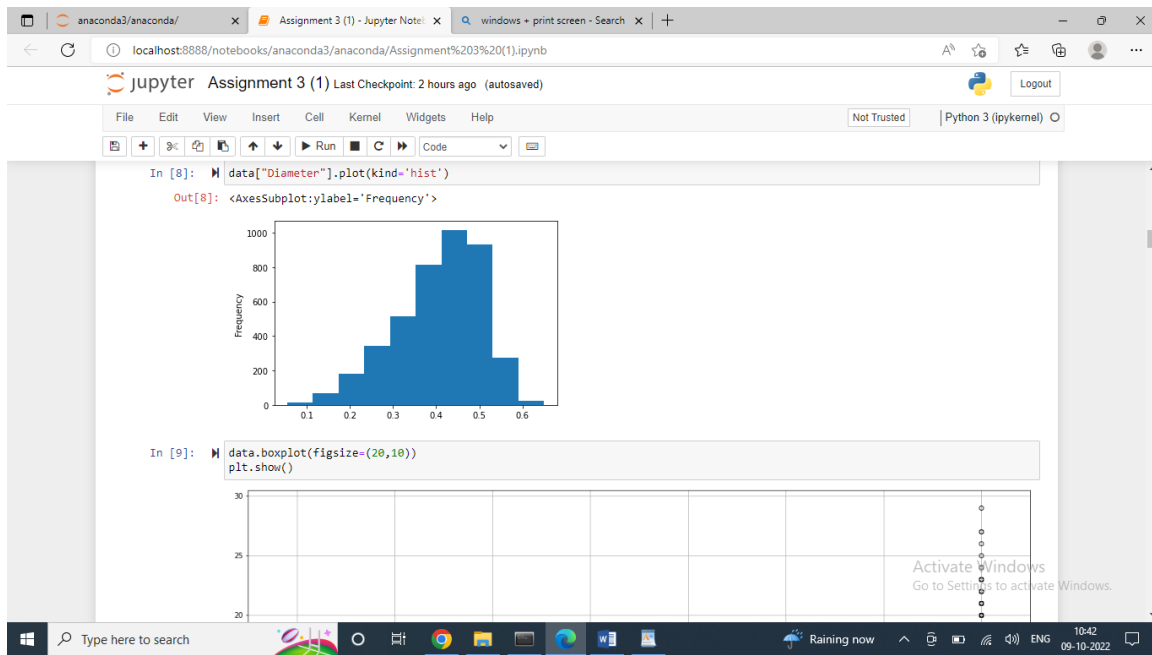 anaconda3/anaconda/
Assignment 3 (1) - Jupyter Note
windows + print screen - Search
localhost:8888/notebooks/anaconda3/anaconda/Assignment%203%20(1).ipynb
jupyter Assignment 3 (1) Last Checkpoint: 2 hours ago (autosaved)
Logout
File Edit View Insert Cell Kernel Widgets Help
Not Trusted Python 3 (ipykernel)
Run Code
In [8]: data["Diameter"].plot(kind='hist')
Out[8]: <AxesSubplot:ylabel='Frequency'>
1000
800
600
400
200
0
Frequency
0.1 0.2 0.3 0.4 0.5 0.6
In [9]: data.boxplot(figsize=(20,10))
plt.show()
30
25
20
Activate Windows
Go to Settings to activate Windows.
Type here to search
Raining now
ENG
10:42
09-10-2022